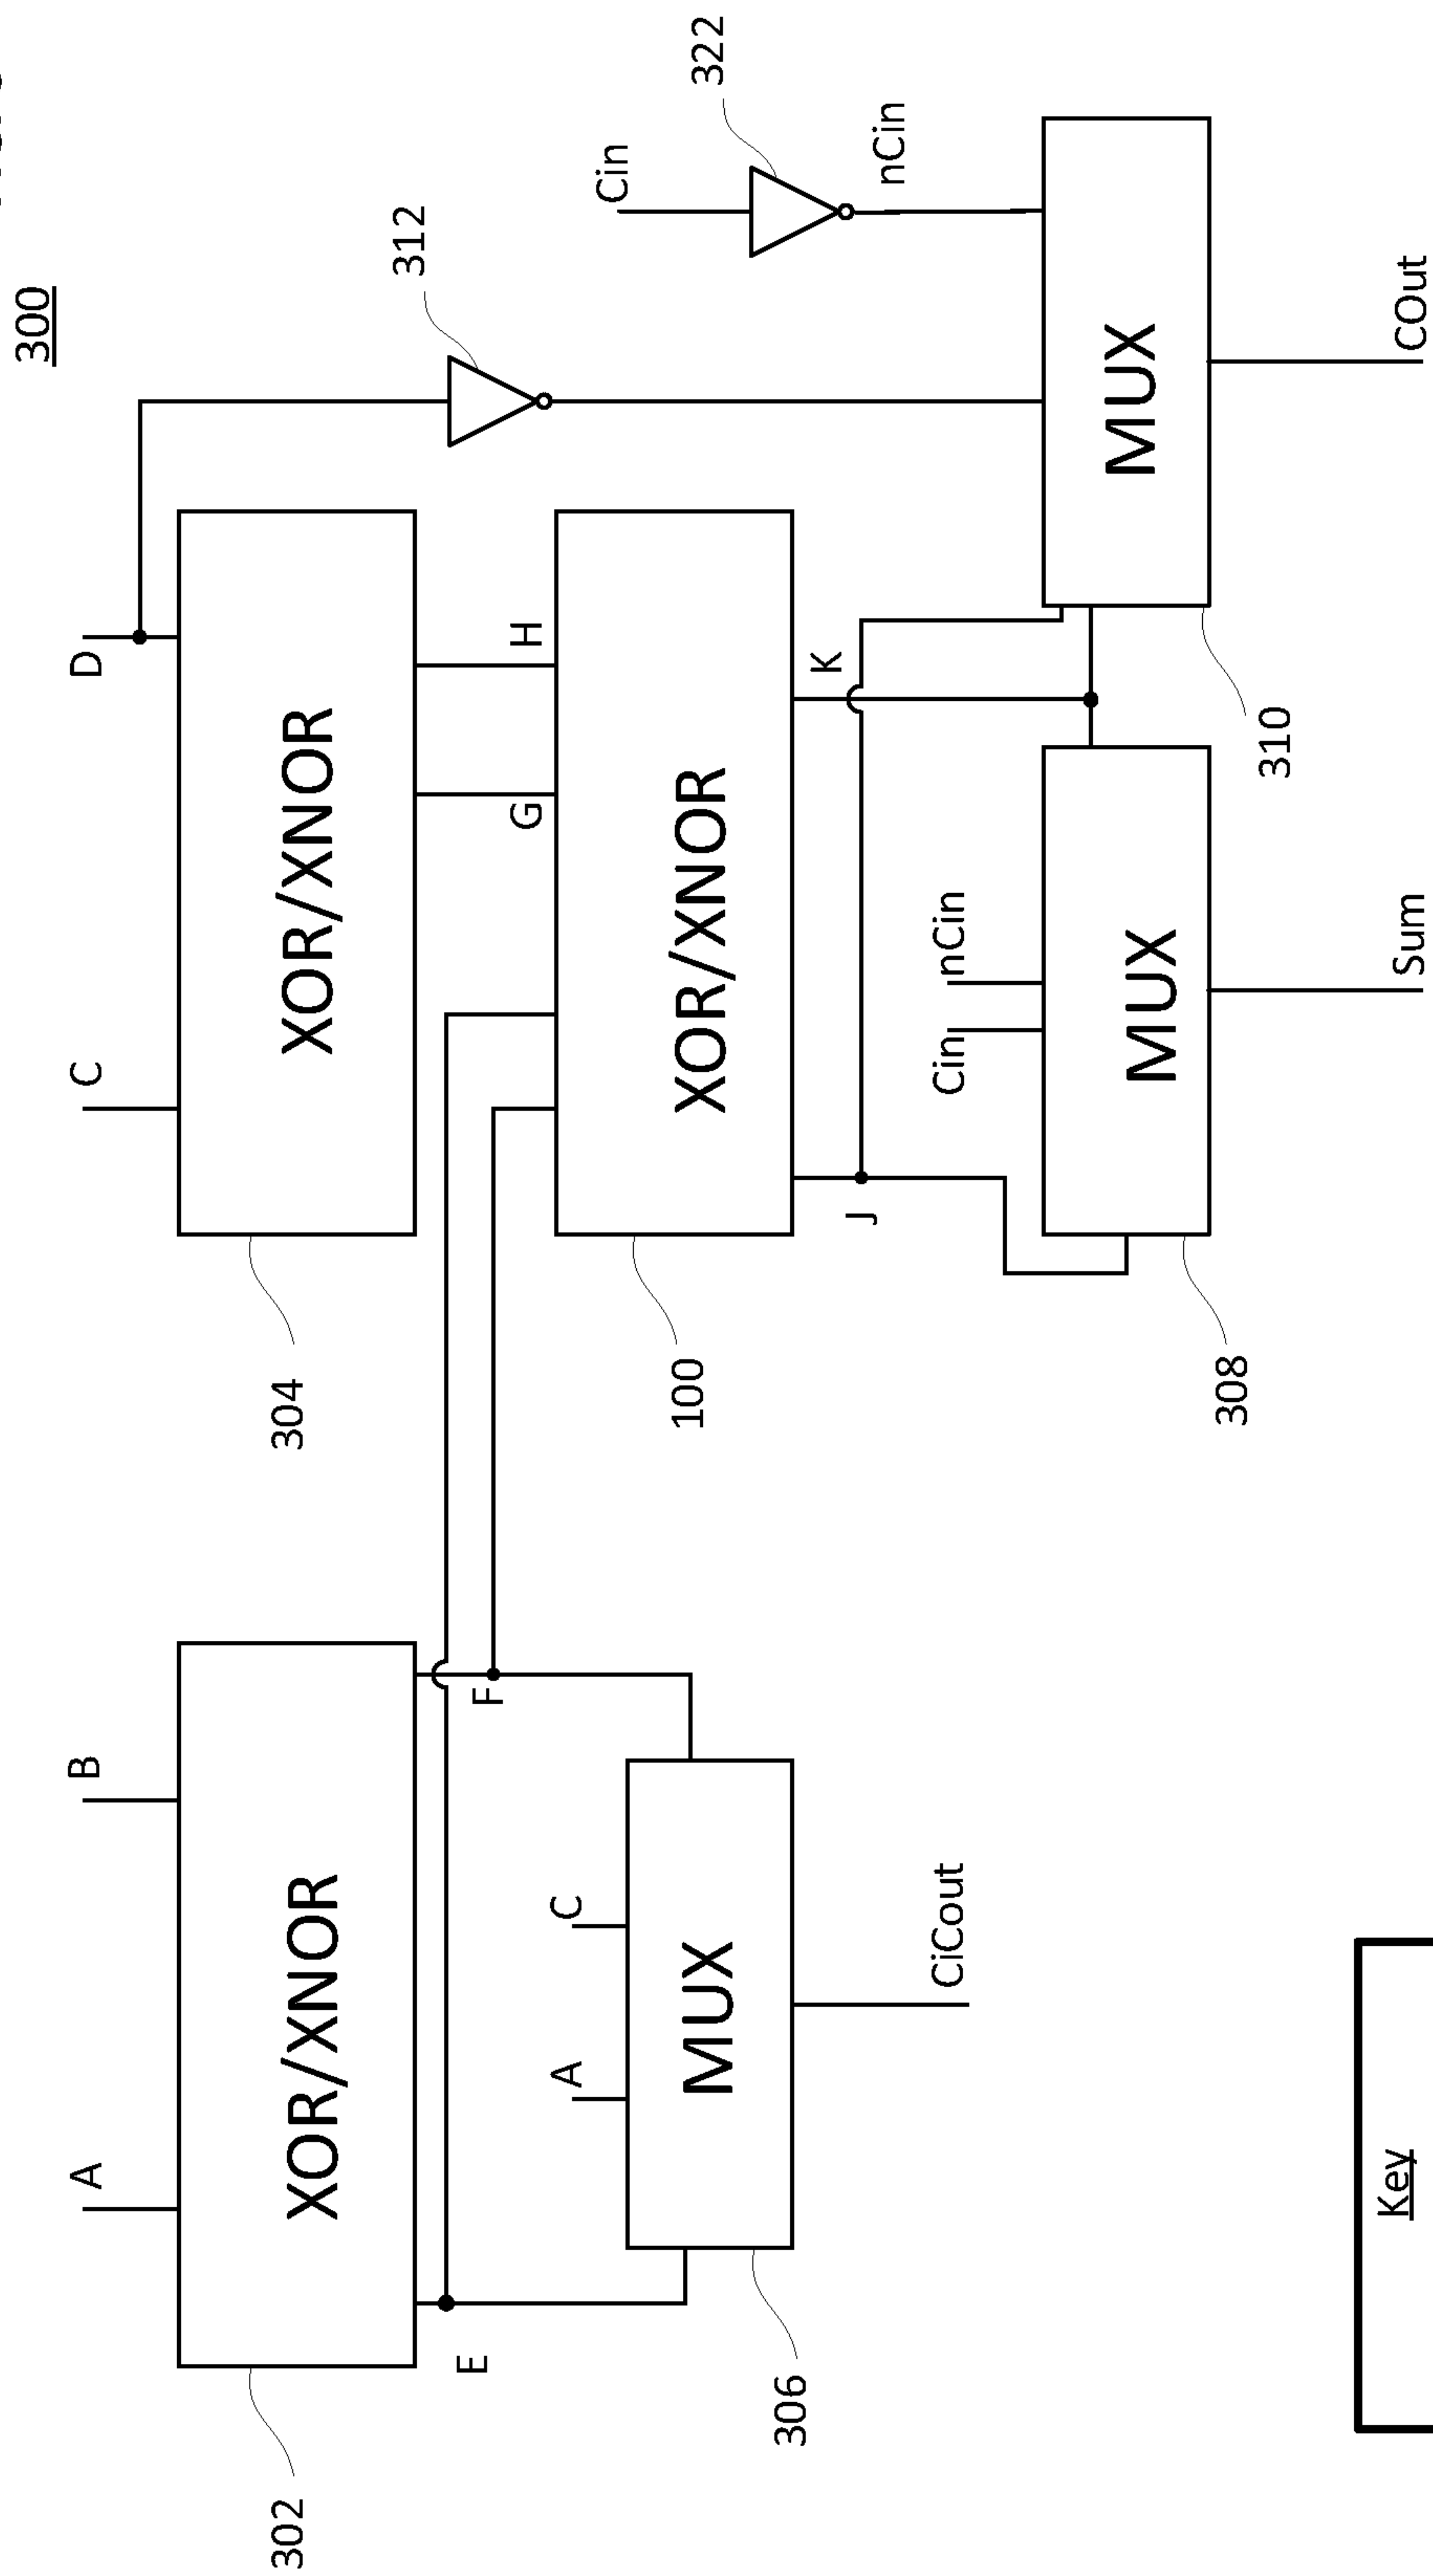 300
A
B
C
D
302
XOR/XNOR
304
XOR/XNOR
312
E
F
G
H
A
C
306
MUX
CiCout
100
XOR/XNOR
Cin
322
nCin
J
K
Cin
nCin
308
MUX
Sum
310
MUX
COut
Key